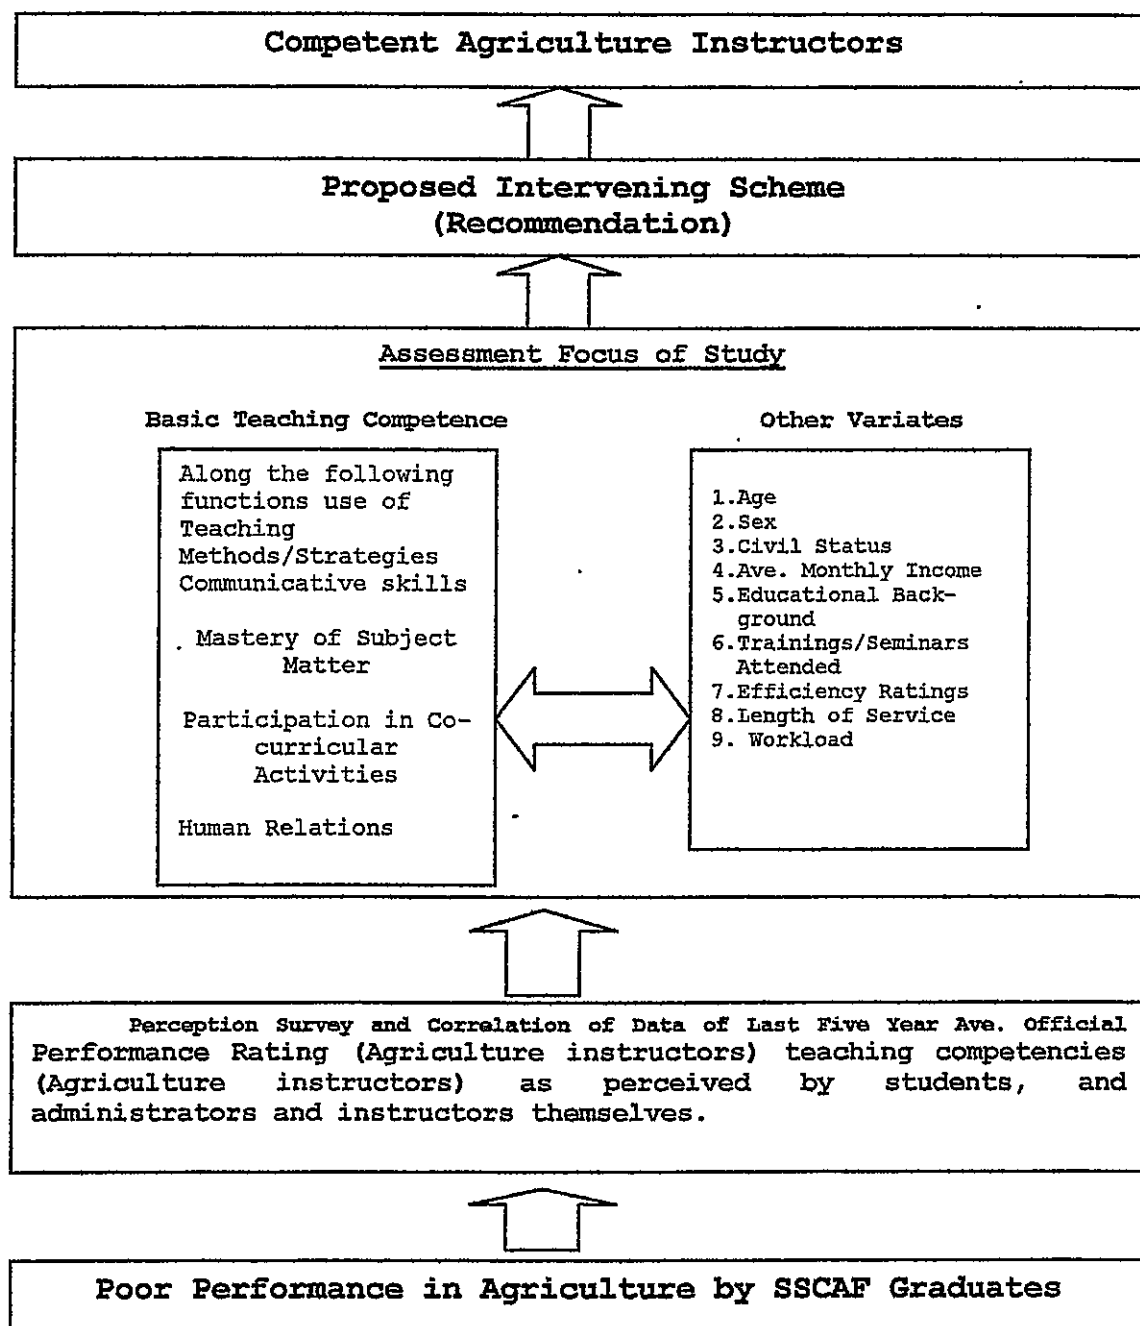 Competent Agriculture Instructors
Proposed Intervening Scheme
(Recommendation)
Assessment Focus of Study
Basic Teaching Competence
Along the following
functions use of
Teaching
Methods/Strategies
Communicative skills
Mastery of Subject
Matter
Participation in Co-
curricular
Activities
Human Relations
Other Variates
1.Age
2.Sex
3.Civil Status
4.Ave. Monthly Income
5.Educational Back-
ground
6.Trainings/Seminars
Attended
7.Efficiency Ratings
8.Length of Service
9. Workload
Perception Survey and Correlation of Data of Last Five Year Ave. Official
Performance Rating (Agriculture instructors) teaching competencies
(Agriculture instructors) as perceived by students, and
administrators and instructors themselves.
Poor Performance in Agriculture by SSCAF Graduates